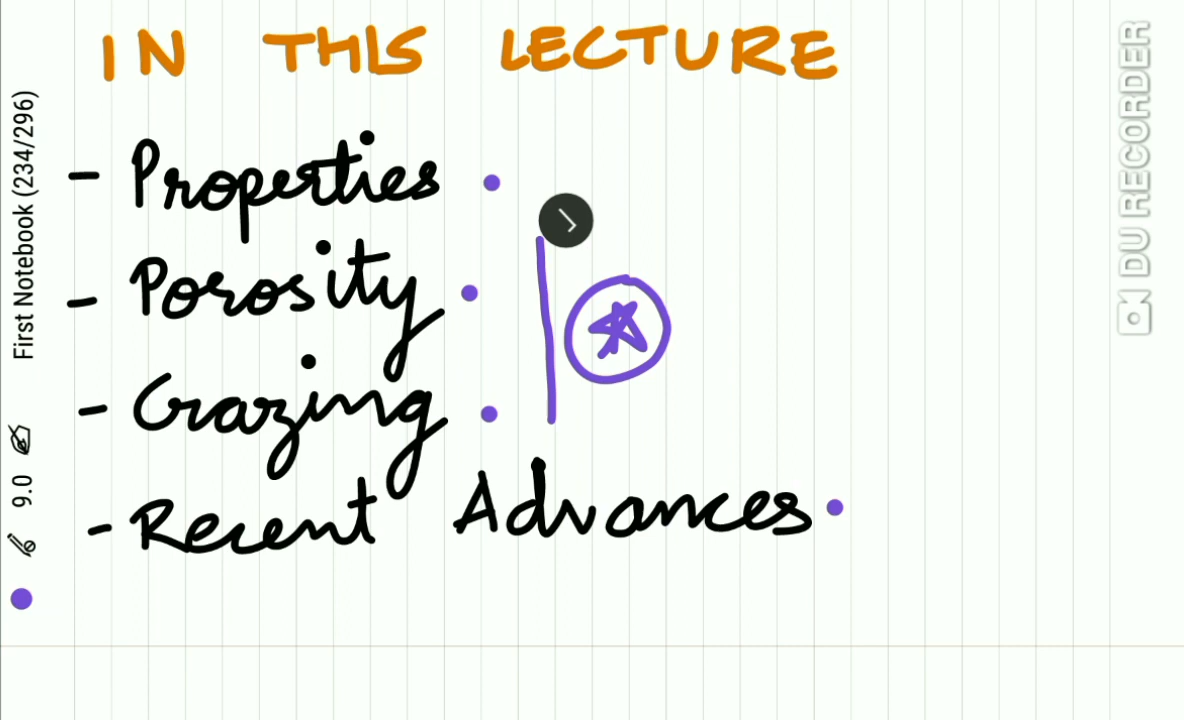 IN THIS LECTURE
- Properties
- Porosity
- Crazing
- Recent Advances
First Notebook (234/296)
9.0
DU RECORDER